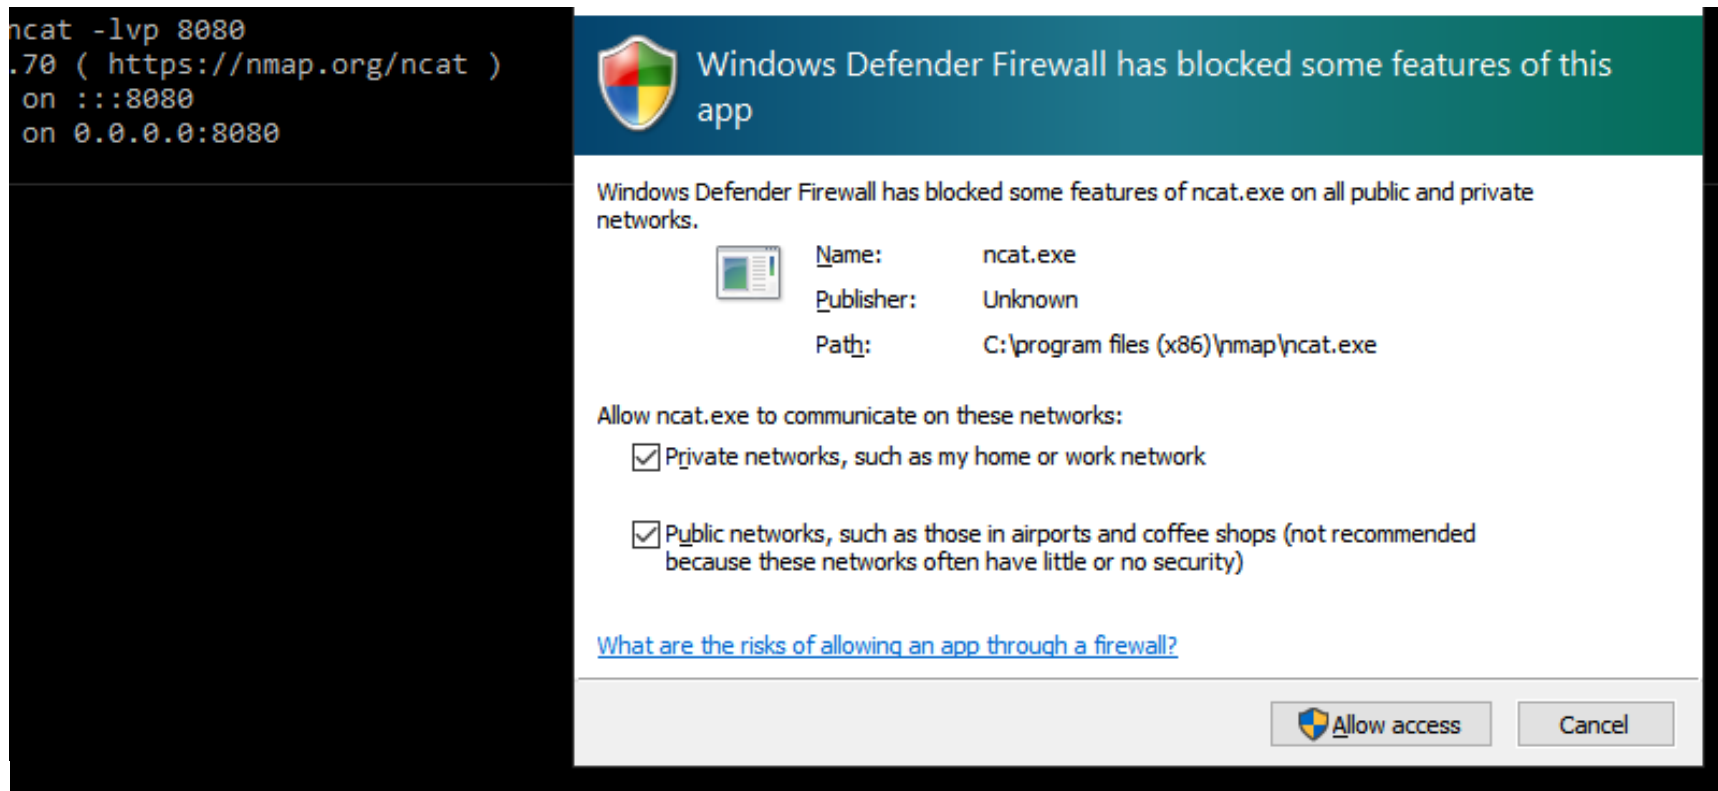 ncat -lvp 8080
.70 ( https://nmap.org/ncat )
on :::8080
on 0.0.0.0:8080
Windows Defender Firewall has blocked some features of this
app
Windows Defender Firewall has blocked some features of ncat.exe on all public and private
networks.
Name: ncat.exe
Publisher: Unknown
Path: C:\program files (x86)\nmap\ncat.exe
Allow ncat.exe to communicate on these networks:
Private networks, such as my home or work network
Public networks, such as those in airports and coffee shops (not recommended
because these networks often have little or no security)
What are the risks of allowing an app through a firewall?
Allow access Cancel